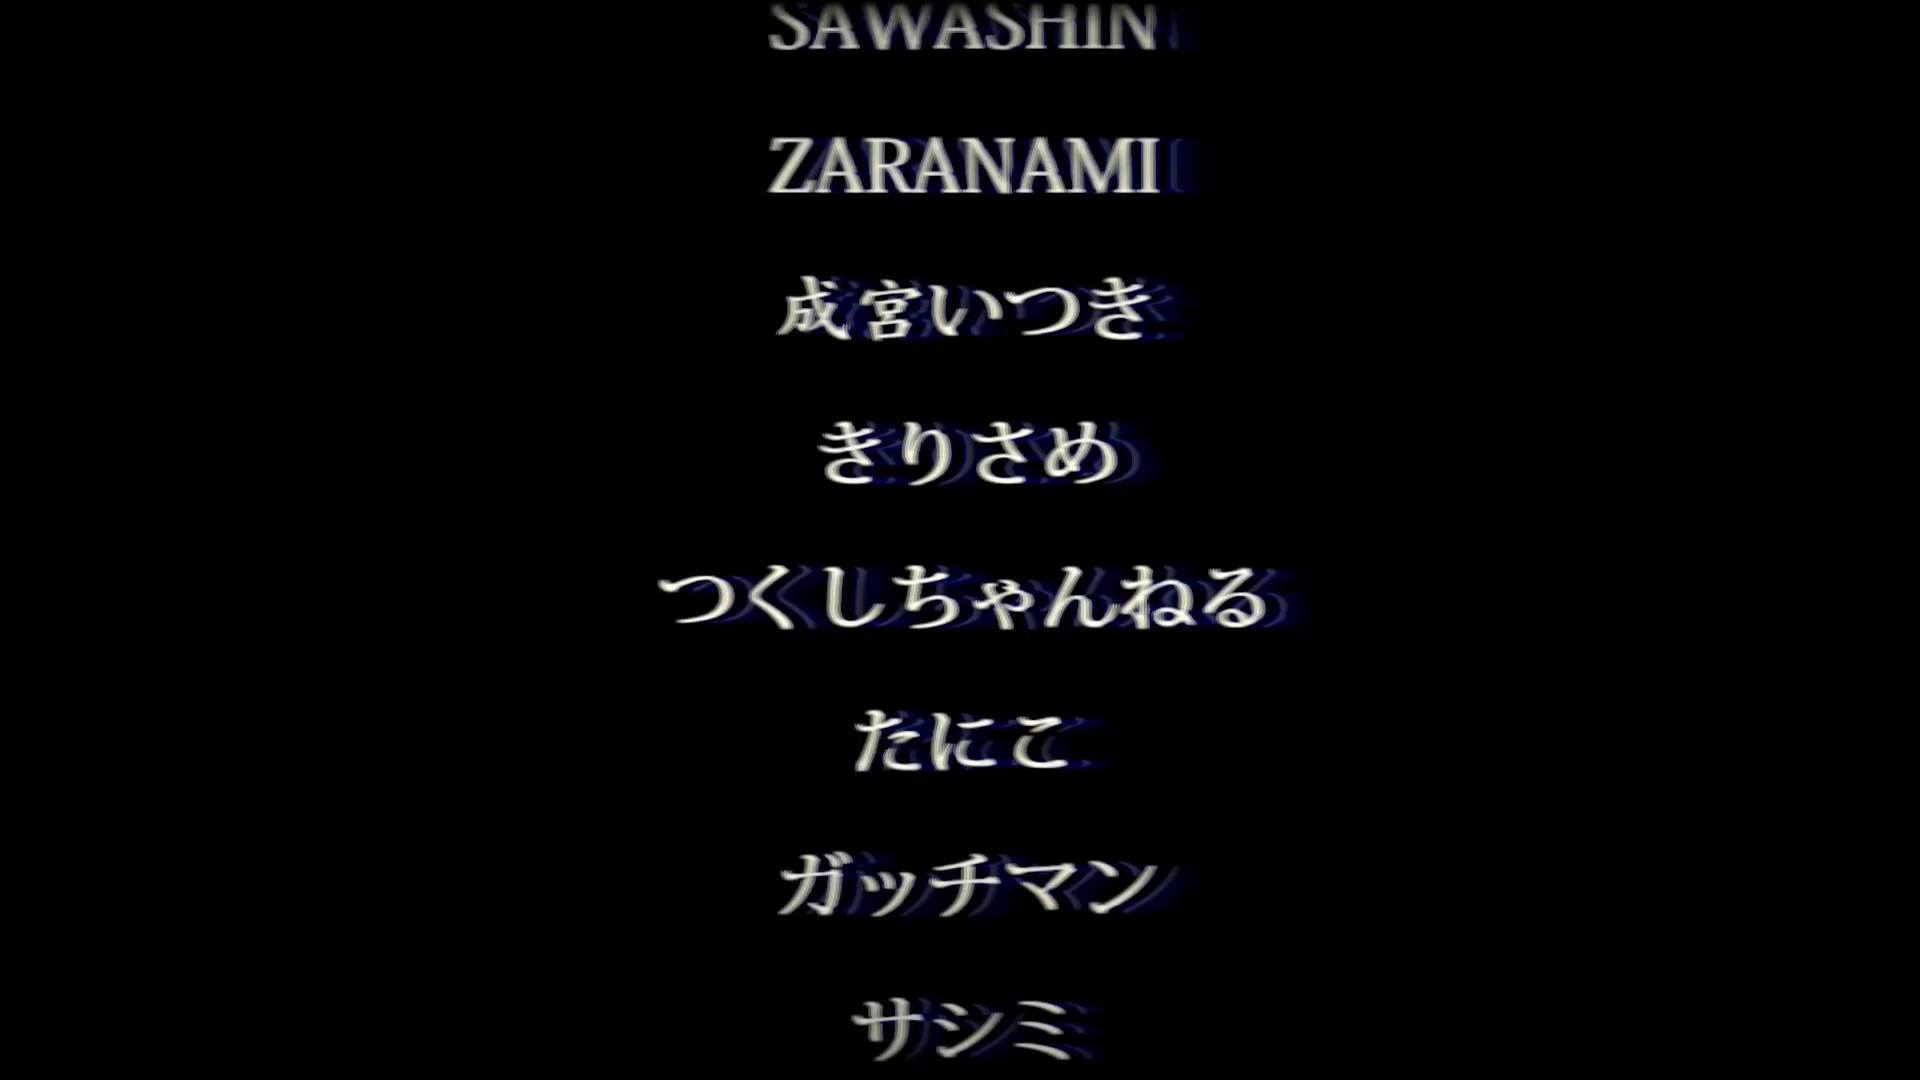 SAWASHIN
ZARANAMI
成宮いつき
きりさめ
つくしちゃんねる
たにこ
ガッチマン
サシミ